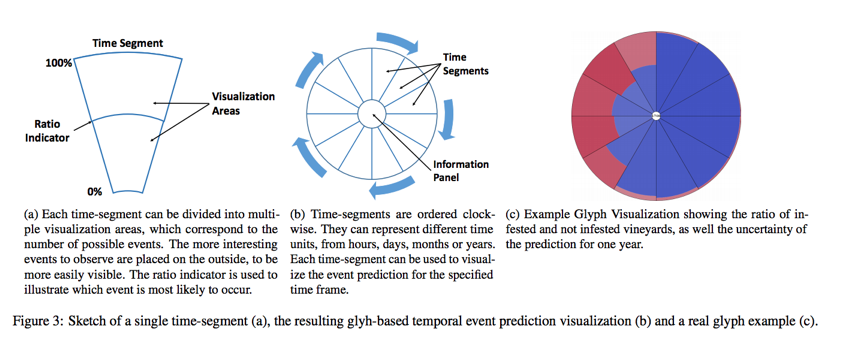 Time Segment
100%
Visualization
Areas
Ratio
Indicator
0%
Time
Segments
Information
Panel
(a) Each time-segment can be divided into multi-
ple visualization areas, which correspond to the
number of possible events. The more interesting
events to observe are placed on the outside, to be
more easily visible. The ratio indicator is used to
illustrate which event is most likely to occur.
(b) Time-segments are ordered clock-
wise. They can represent different time
units, from hours, days, months or years.
Each time-segment can be used to visual-
ize the event prediction for the specified
time frame.
(c) Example Glyph Visualization showing the ratio of in-
fested and not infested vineyards, as well the uncertainty of
the prediction for one year.
Figure 3: Sketch of a single time-segment (a), the resulting glyh-based temporal event prediction visualization (b) and a real glyph example (c).